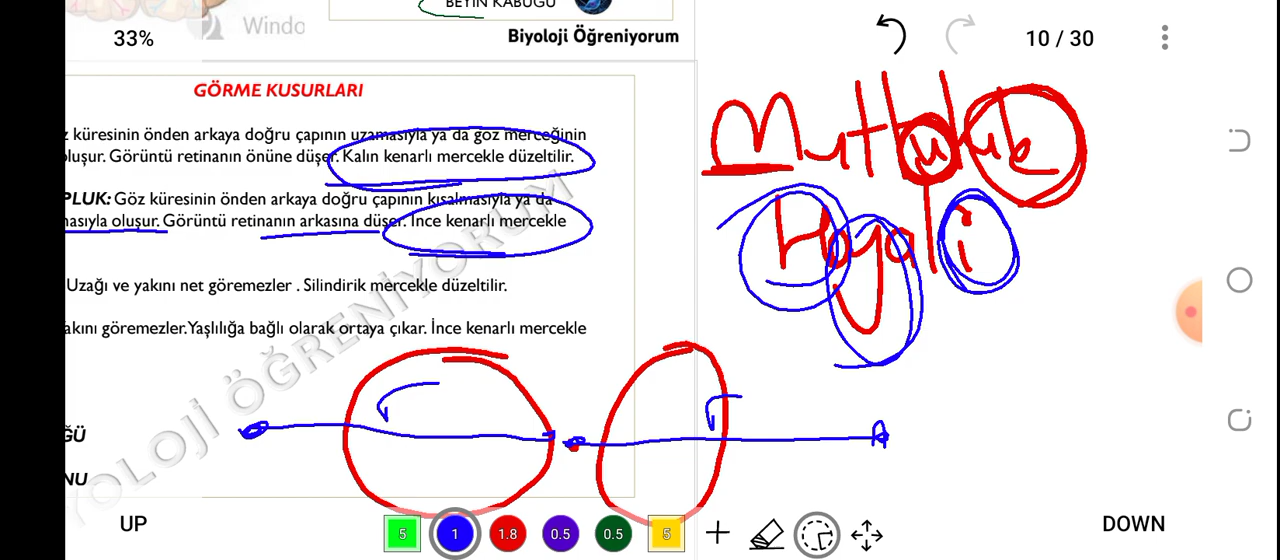 BEYİN KABUĞU
33%
Windo
Biyoloji Öğreniyorum
10 / 30
GÖRME KUSURLARI
z küresinin önden arkaya doğru çapının uzamasıyla ya da göz merceğinin
oluşur. Görüntü retinanın önüne düşer. Kalın kenarlı mercekle düzeltilir.
PLUK: Göz küresinin önden arkaya doğru çapının kısalmasıyla ya da
masıyla oluşur. Görüntü retinanın arkasına düşer. İnce kenarlı mercekle
Uzağı ve yakını net göremezler . Silindirik mercekle düzeltilir.
akını göremezler.Yaşlılığa bağlı olarak ortaya çıkar. İnce kenarlı mercekle
ĞÜ
NU
YOLOJİ ÖĞRENİYORUM
Mutluluk
Hayali
UP
5
1
1.8
0.5
0.5
5
DOWN